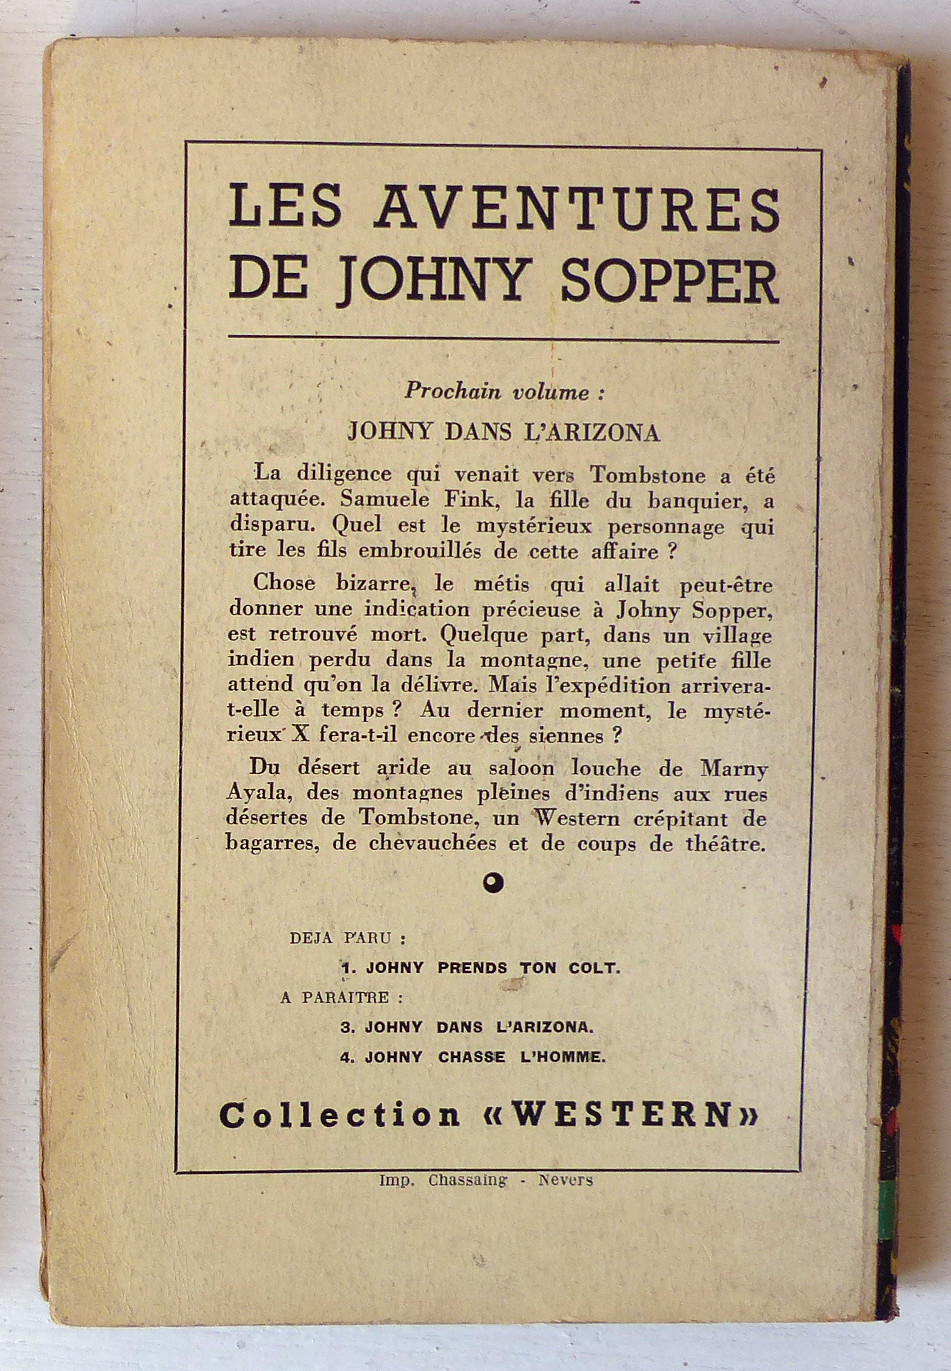 LES AVENTURES
DE JOHNY SOPPER
Prochain volume :
JOHNY DANS L'ARIZONA
La diligence qui venait vers Tombstone a été
attaquée. Samuele Fink, la fille du banquier, a
disparu. Quel est le mystérieux personnage qui
tire les fils embrouillés de cette affaire ?
Chose bizarre, le métis qui allait peut-être
donner une indication précieuse à Johny Sopper,
est retrouvé mort. Quelque part, dans un village
indien perdu dans la montagne, une petite fille
attend qu'on la délivre. Mais l'expédition arrivera-
t-elle à temps ? Au dernier moment, le mysté-
rieux X fera-t-il encore des siennes ?
Du désert aride au saloon louche de Marny
Ayala, des montagnes pleines d'indiens aux rues
désertes de Tombstone, un Western crépitant de
bagarres, de chevauchées et de coups de théâtre.
DEJA PARU :
1. JOHNY PRENDS TON COLT.
A PARAITRE :
3. JOHNY DANS L'ARIZONA.
4. JOHNY CHASSE L'HOMME.
Collection « WESTERN »
Imp. Chassaing - Nevers